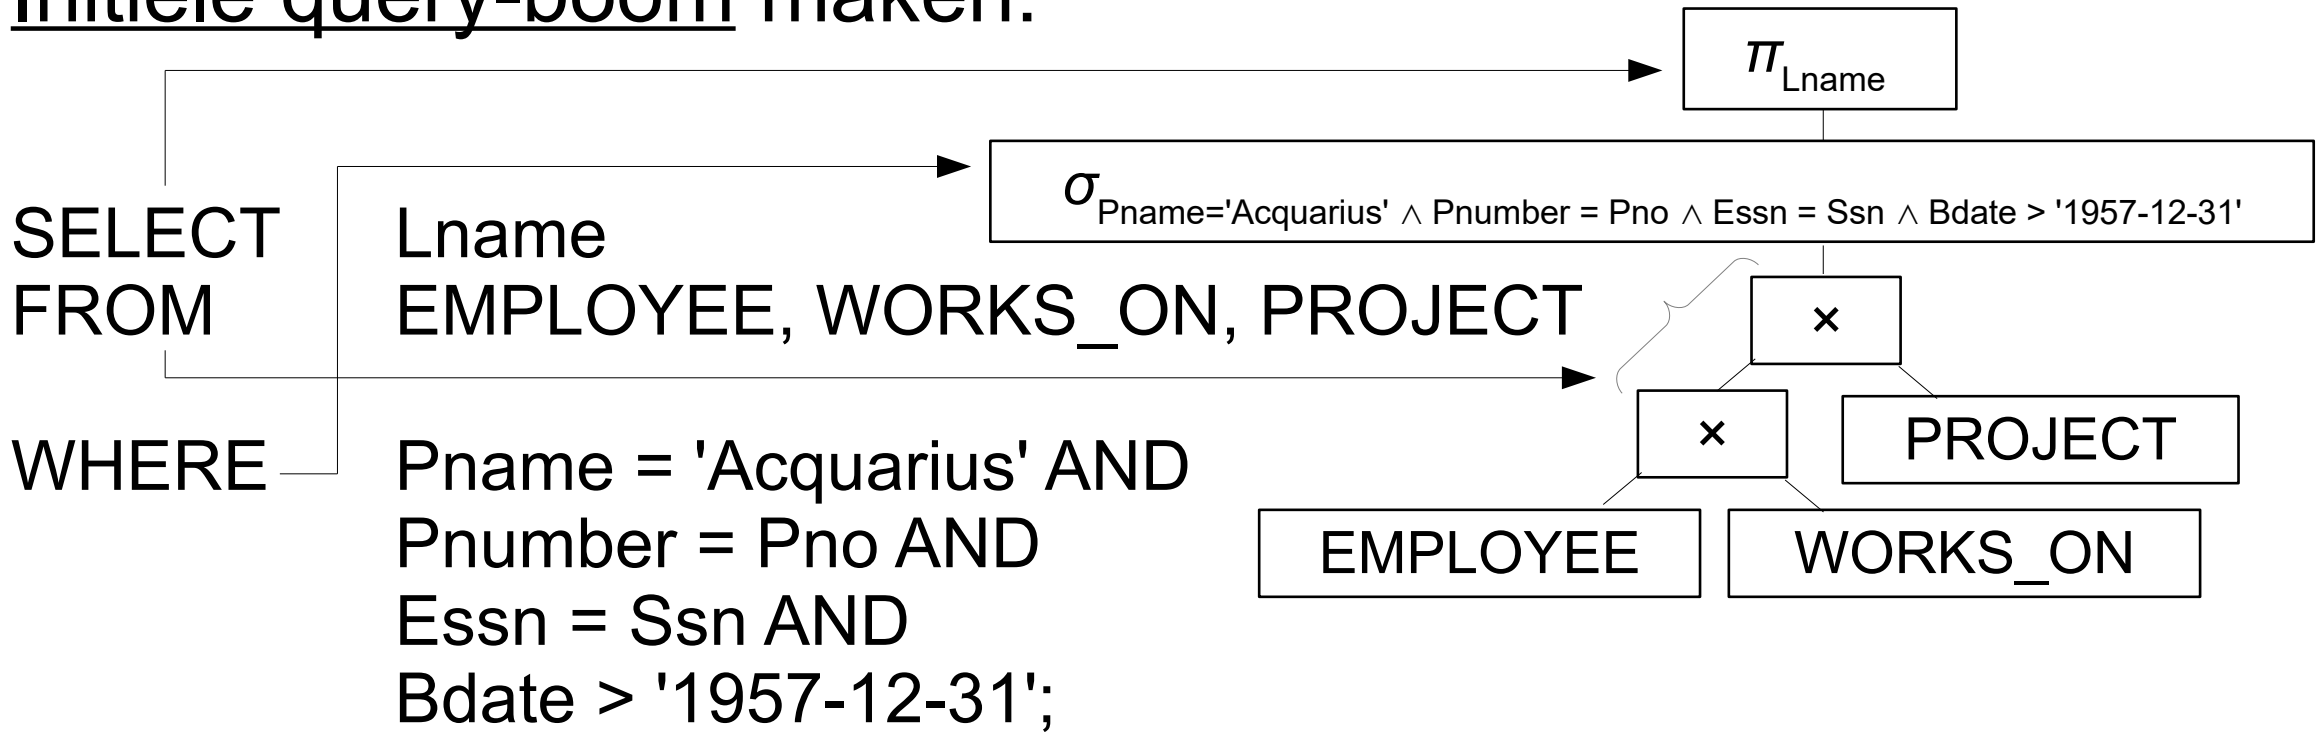 Initiële query-boom maken:
SELECT Lname
FROM EMPLOYEE, WORKS_ON, PROJECT
WHERE Pname = 'Acquarius' AND
Pnumber = Pno AND
Essn = Ssn AND
Bdate > '1957-12-31';
π Lname
σ Pname='Acquarius' ∧ Pnumber = Pno ∧ Essn = Ssn ∧ Bdate > '1957-12-31'
×
×
PROJECT
EMPLOYEE
WORKS_ON